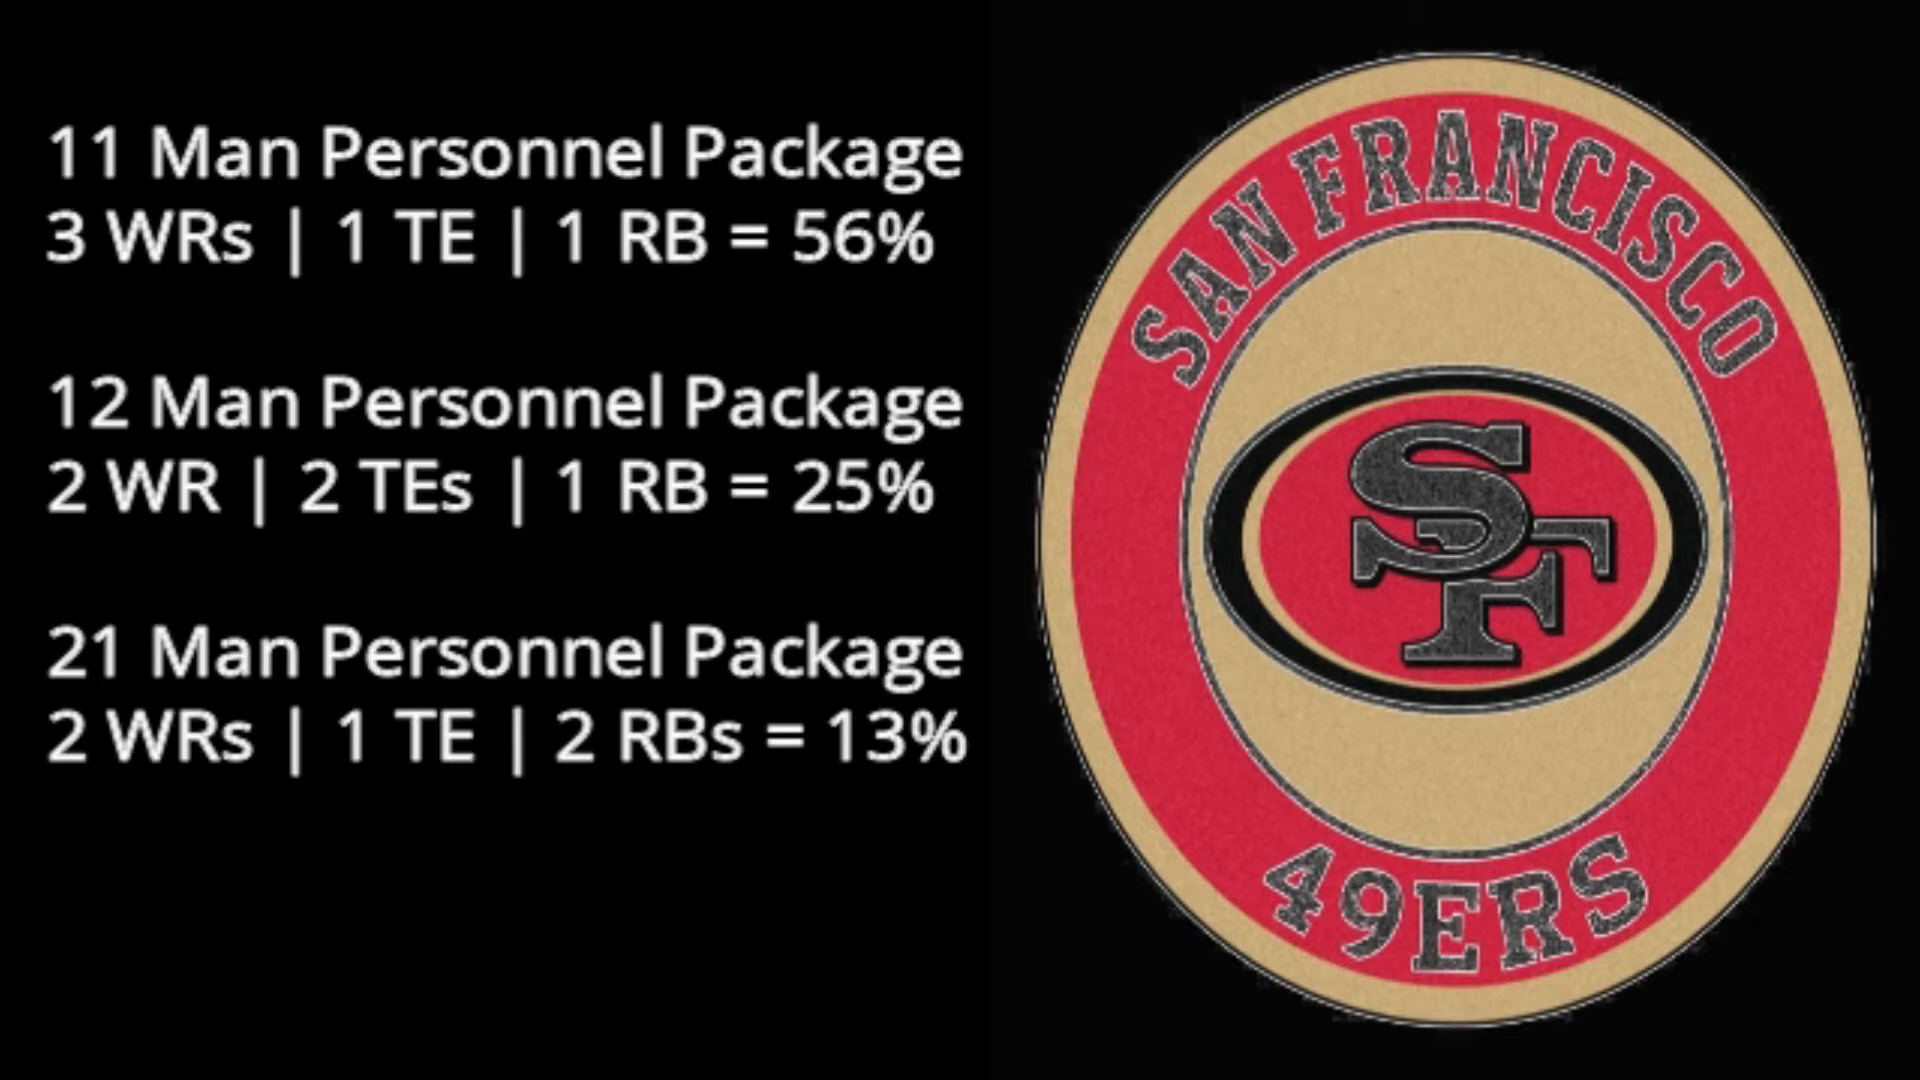 11 Man Personnel Package
3 WRs | 1 TE | 1 RB = 56%
12 Man Personnel Package
2 WR | 2 TEs | 1 RB = 25%
21 Man Personnel Package
2 WRs | 1 TE | 2 RBs = 13%
SAN FRANCISCO
SF
49ERS